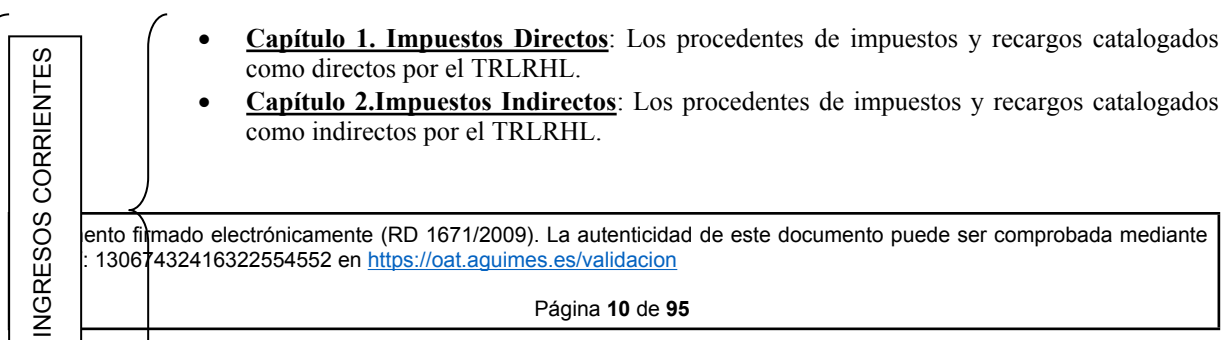 INGRESOS CORRIENTES
• Capítulo 1. Impuestos Directos: Los procedentes de impuestos y recargos catalogados
como directos por el TRLRHL.
• Capítulo 2.Impuestos Indirectos: Los procedentes de impuestos y recargos catalogados
como indirectos por el TRLRHL.
firmado electrónicamente (RD 1671/2009). La autenticidad de este documento puede ser comprobada mediante
: 13067432416322554552 en https://oat.aguimes.es/validacion
Página 10 de 95